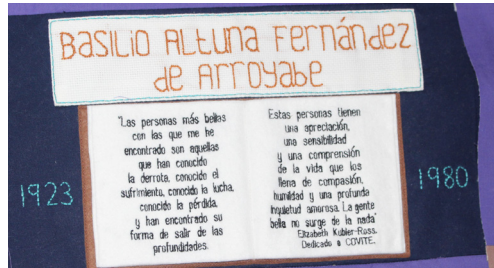 Basilio Altuna Fernández
de Arroyabe
"Las personas más bellas
con las que me he
encontrado son aquellas
que han conocido
la derrota, conocido el
sufrimiento, conocido la lucha,
conocido la pérdida,
y han encontrado su
forma de salir de las
profundidades.
Estas personas tienen
una apreciación,
una sensibilidad
y una comprensión
de la vida que los
llena de compasión,
humildad y una profunda
inquietud amorosa. La gente
bella no surge de la nada"
Elizabeth Kubler-Ross.
Dedicado a COVITE.
1923
1980